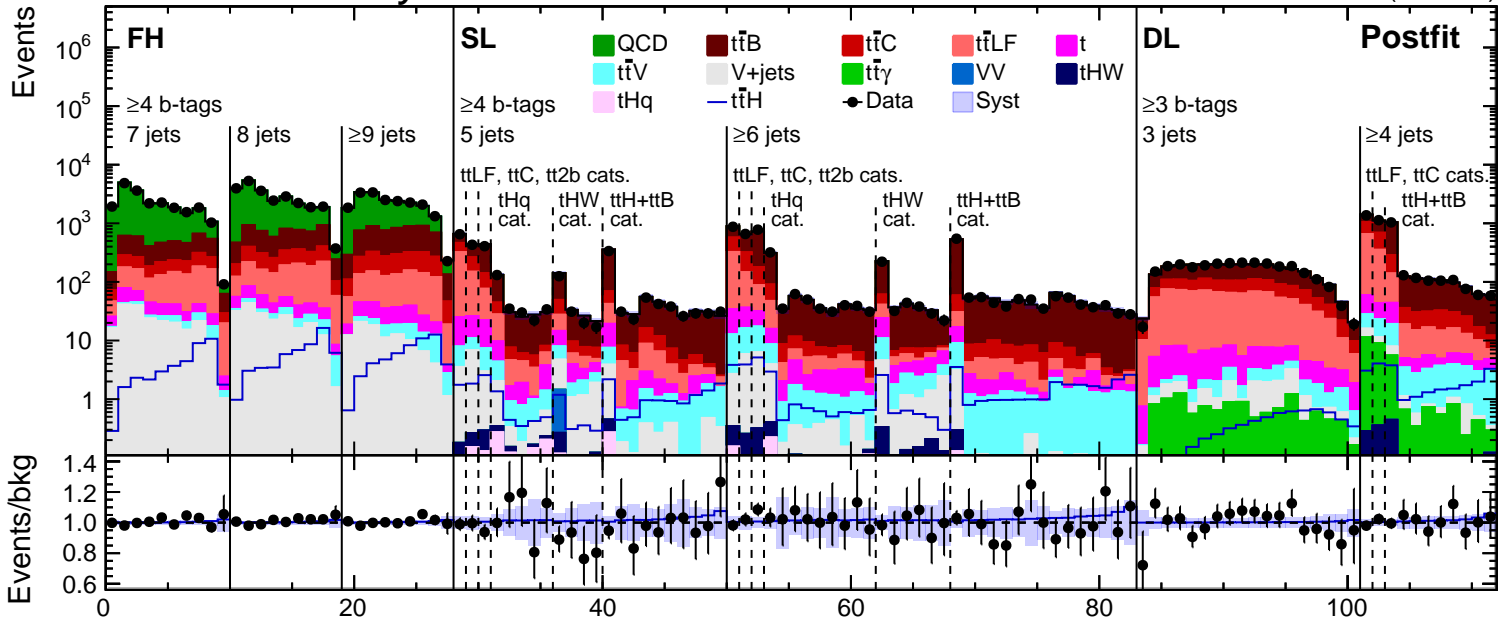 Events
10⁶
10⁵
10⁴
10³
10²
10
1
FH
SL
DL
Postfit
QCD
tt̄B
tt̄C
tt̄LF
t
tt̄V
V+jets
tt̄γ
VV
tHW
tHq
tt̄H
Data
Syst
≥4 b-tags
7 jets
8 jets
≥9 jets
≥4 b-tags
5 jets
≥6 jets
≥3 b-tags
3 jets
≥4 jets
ttLF, ttC, tt2b cats.
tHq
cat.
tHW
cat.
ttH+ttB
cat.
ttLF, ttC, tt2b cats.
tHq
cat.
tHW
cat.
ttH+ttB
cat.
ttLF, ttC cats.
ttH+ttB
cat.
Events/bkg
1.4
1.2
1.0
0.8
0.6
0
20
40
60
80
100